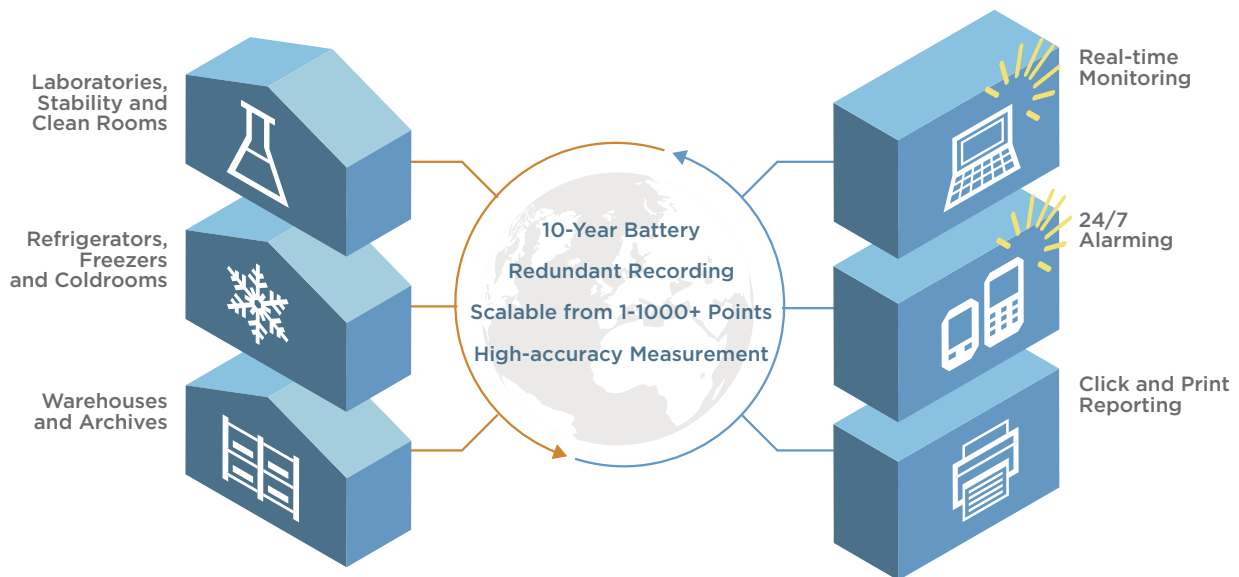 Laboratories,
Stability and
Clean Rooms
Refrigerators,
Freezers
and Coldrooms
Warehouses
and Archives
10-Year Battery
Redundant Recording
Scalable from 1-1000+ Points
High-accuracy Measurement
Real-time
Monitoring
24/7
Alarming
Click and Print
Reporting